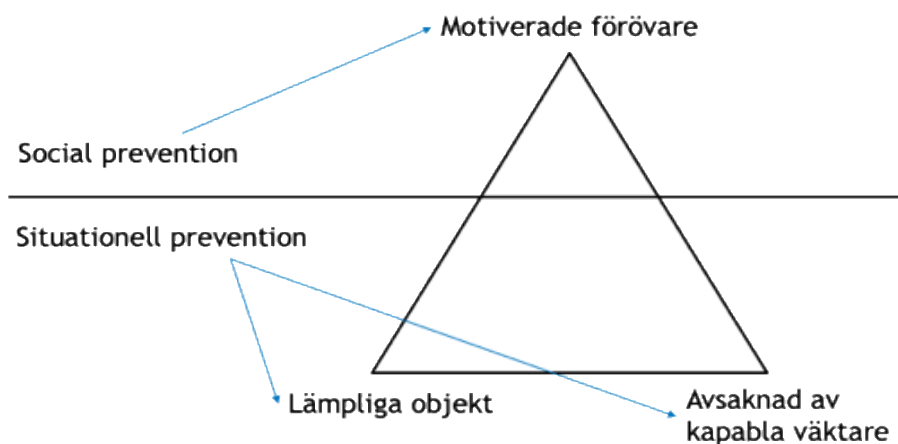 Motiverade förövare
Social prevention
Situationell prevention
Lämpliga objekt
Avsaknad av
kapabla väktare